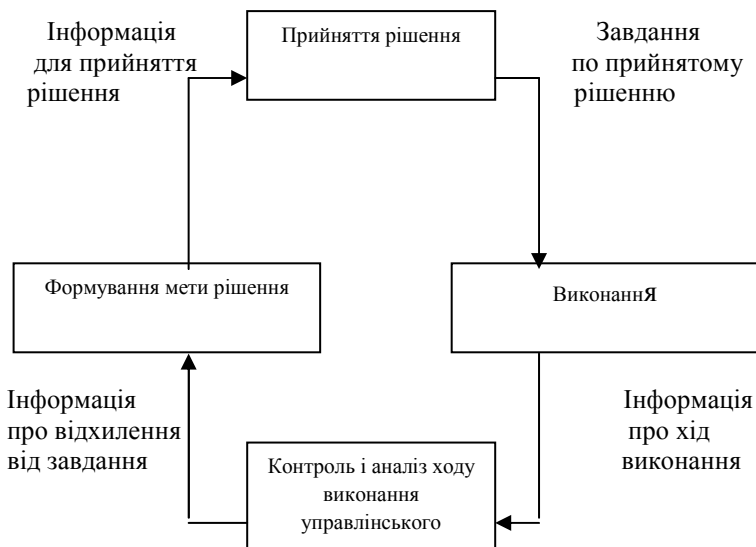 Інформація
для прийняття
рішення
Прийняття рішення
Завдання
по прийнятому
рішенню
Формування мети рішення
Виконання
Інформація
про відхилення
від завдання
Контроль і аналіз ходу
виконання
управлінського
Інформація
про хід
виконання